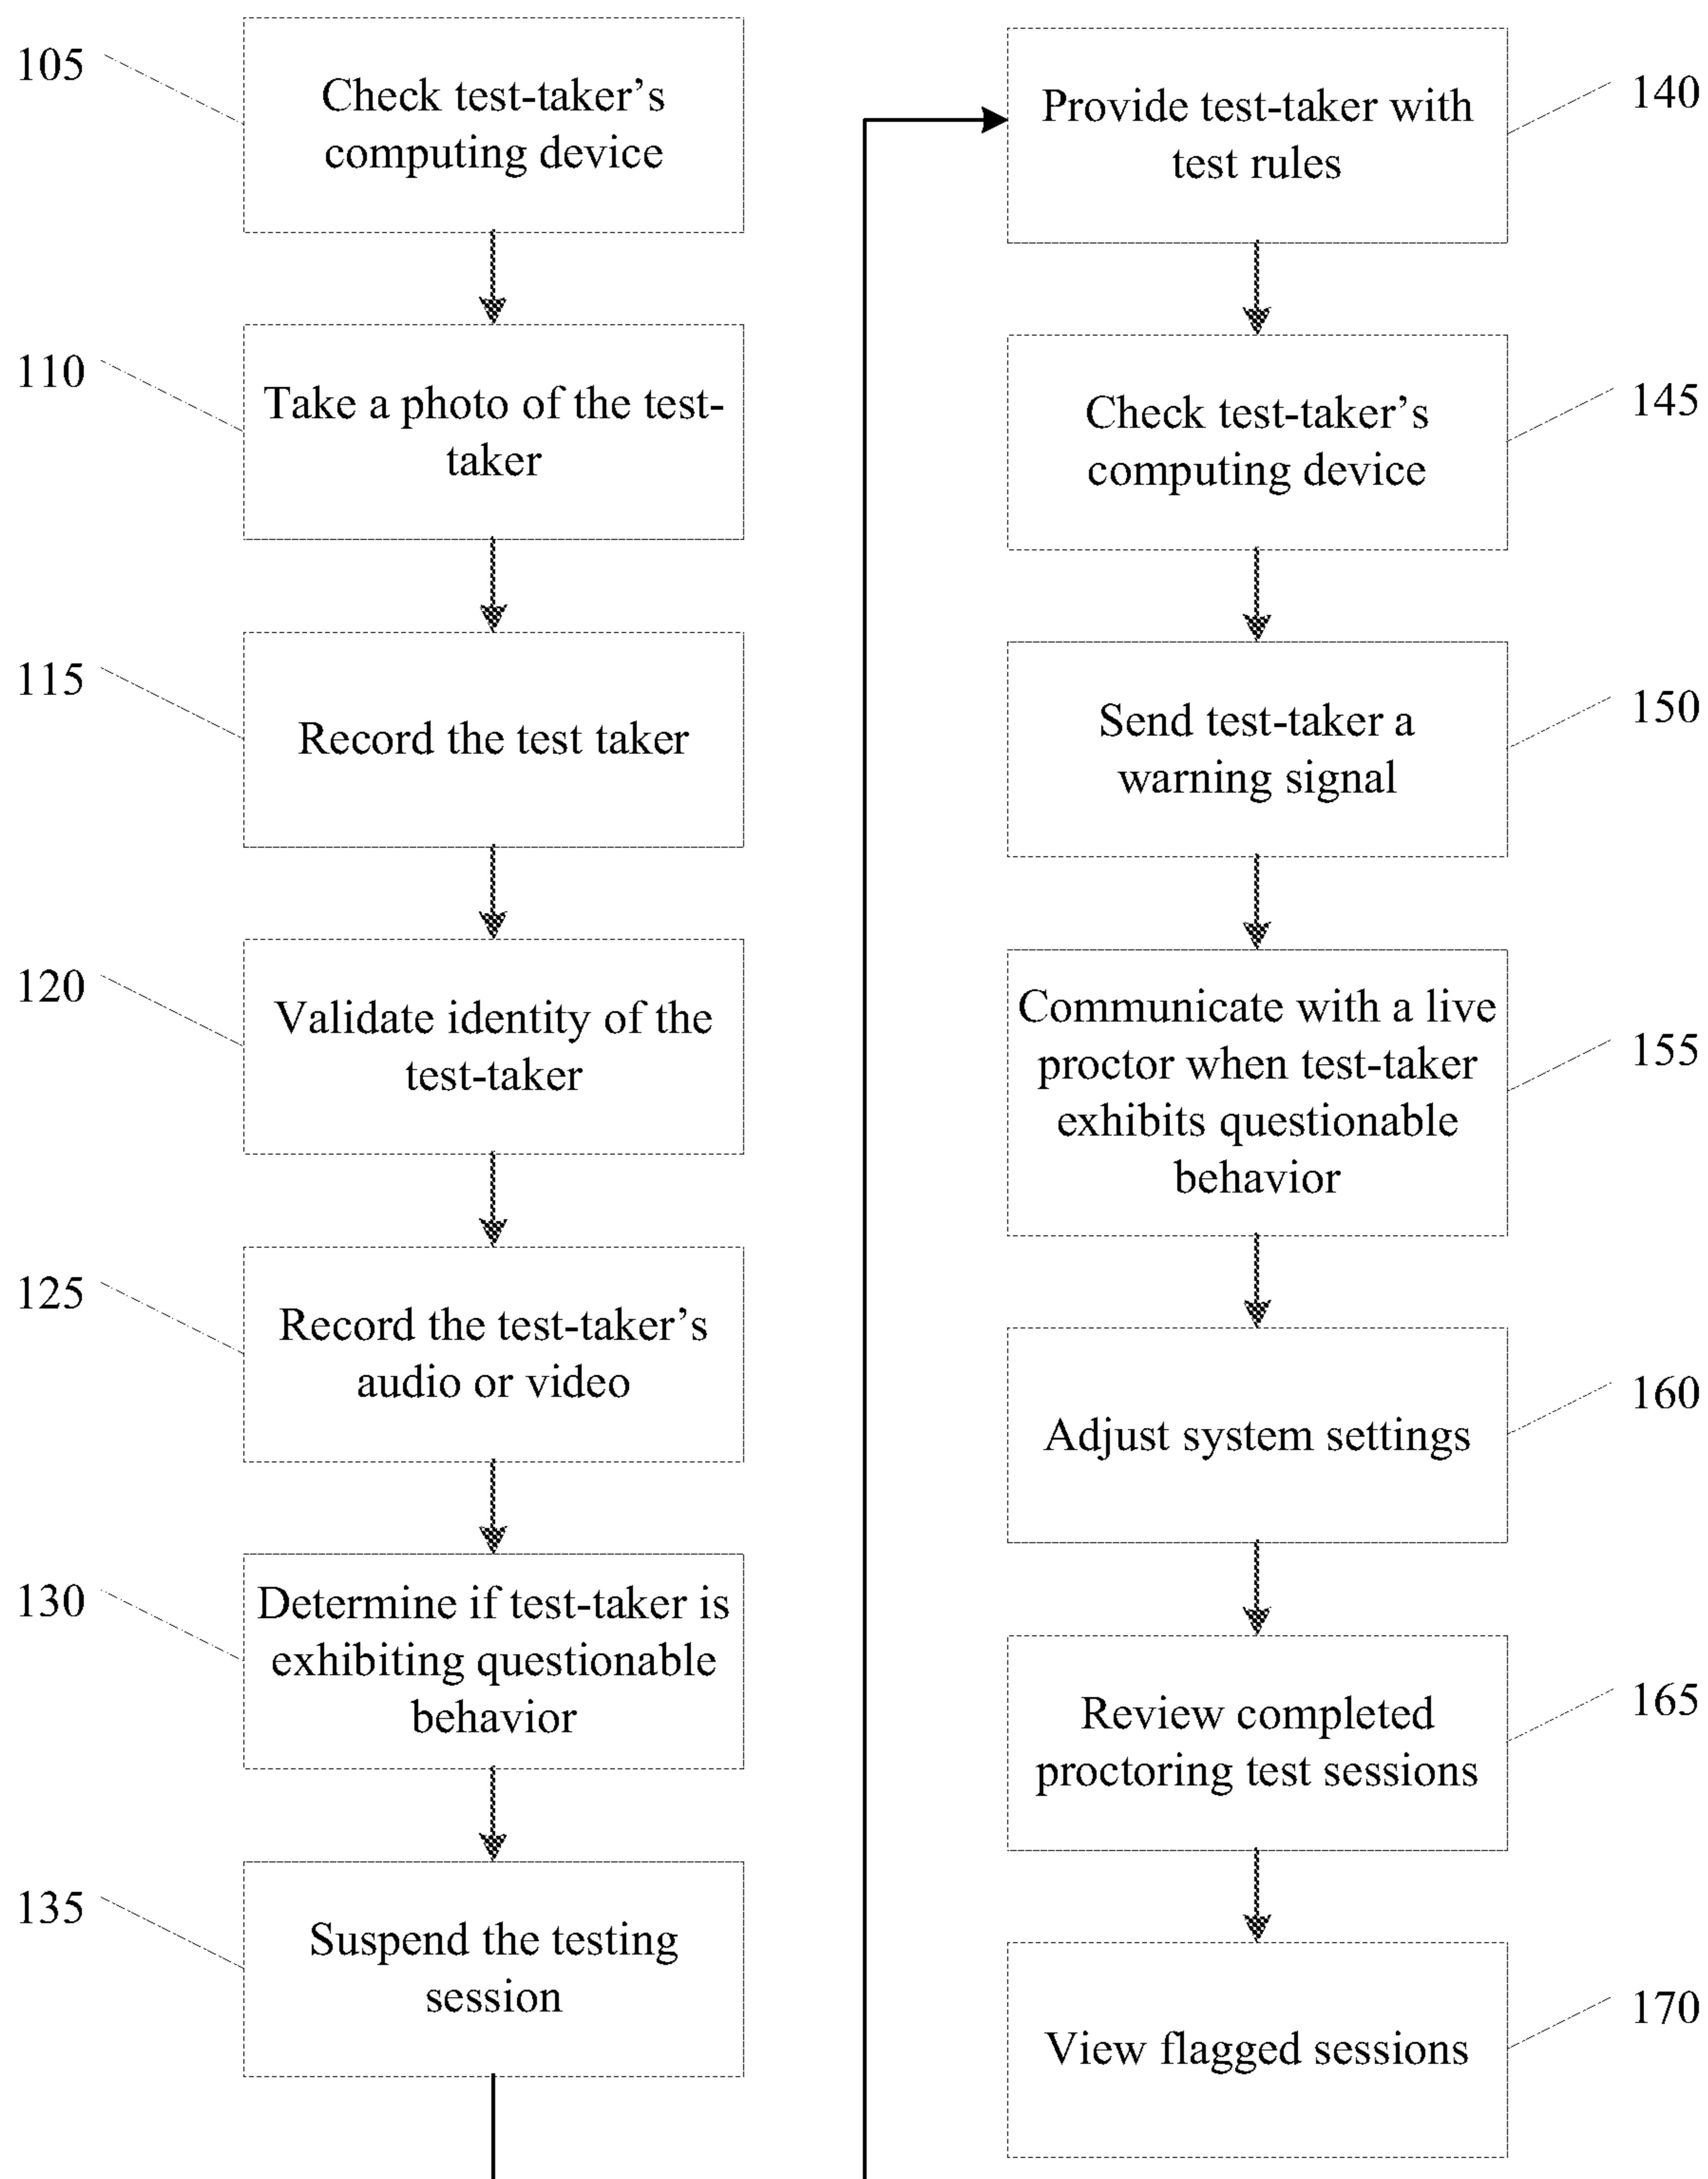 105
Check test-taker’s
computing device
110
Take a photo of the test-
taker
115
Record the test taker
120
Validate identity of the
test-taker
125
Record the test-taker’s
audio or video
130
Determine if test-taker is
exhibiting questionable
behavior
135
Suspend the testing
session
140
Provide test-taker with
test rules
145
Check test-taker’s
computing device
150
Send test-taker a
warning signal
155
Communicate with a live
proctor when test-taker
exhibits questionable
behavior
160
Adjust system settings
165
Review completed
proctoring test sessions
170
View flagged sessions